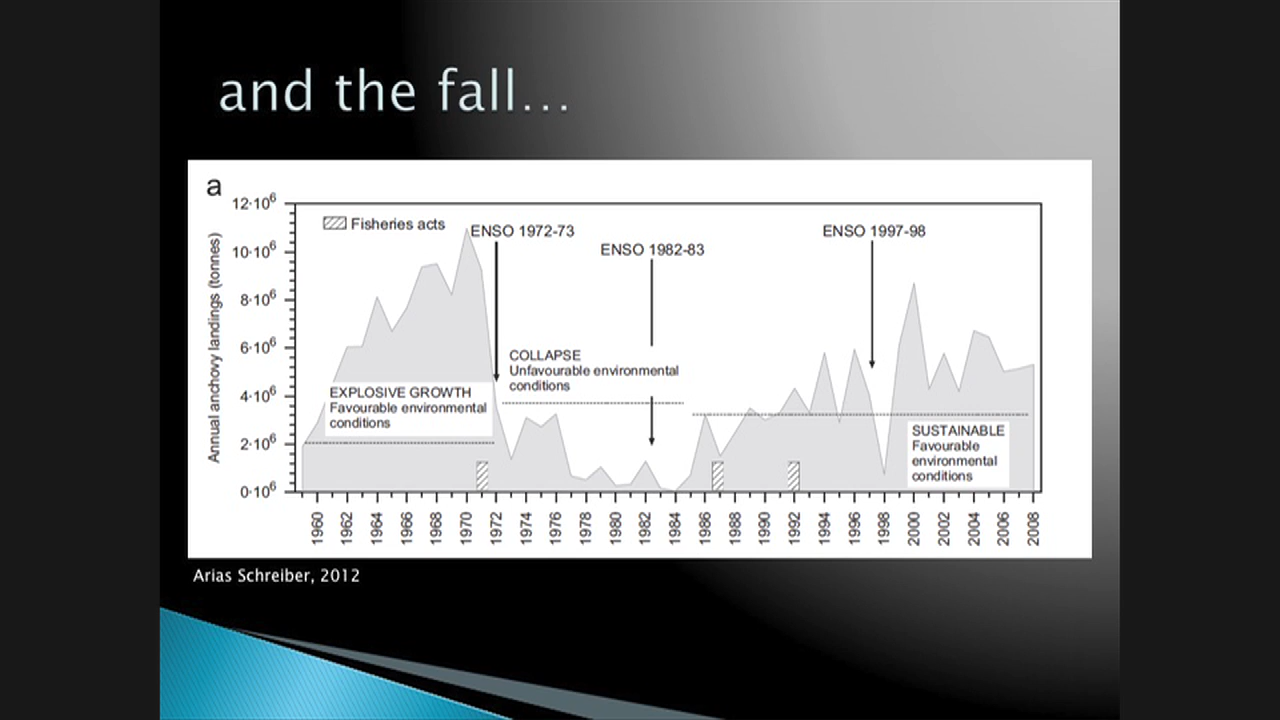 and the fall...
a
12·10⁶
10·10⁶
8·10⁶
6·10⁶
4·10⁶
2·10⁶
0·10⁶
Annual anchovy landings (tonnes)
Fisheries acts
ENSO 1972-73
ENSO 1982-83
ENSO 1997-98
COLLAPSE
Unfavourable environmental
conditions
EXPLOSIVE GROWTH
Favourable environmental
conditions
SUSTAINABLE
Favourable
environmental
conditions
1960 1962 1964 1966 1968 1970 1972 1974 1976 1978 1980 1982 1984 1986 1988 1990 1992 1994 1996 1998 2000 2002 2004 2006 2008
Arias Schreiber, 2012